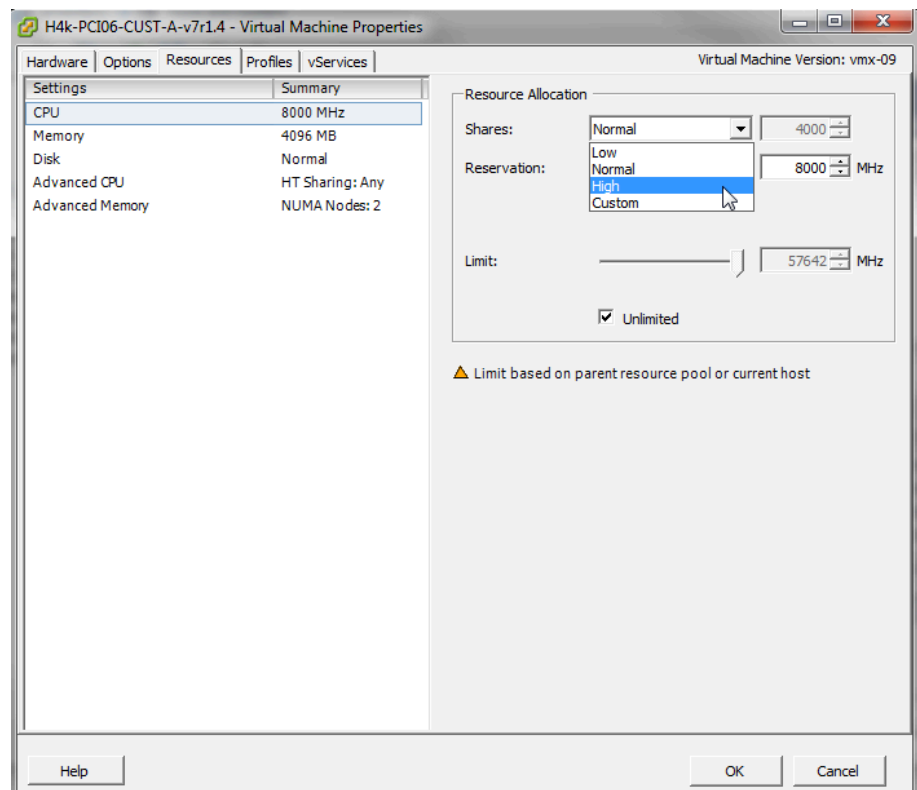 H4k-PCI06-CUST-A-v7r1.4 - Virtual Machine Properties
Hardware Options Resources Profiles vServices Virtual Machine Version: vmx-09
Settings Summary
CPU 8000 MHz
Memory 4096 MB
Disk Normal
Advanced CPU HT Sharing: Any
Advanced Memory NUMA Nodes: 2
Resource Allocation
Shares: Normal 4000
Low
Normal
High
Custom
Reservation: 8000 MHz
Limit: 57642 MHz
Unlimited
Limit based on parent resource pool or current host
Help OK Cancel